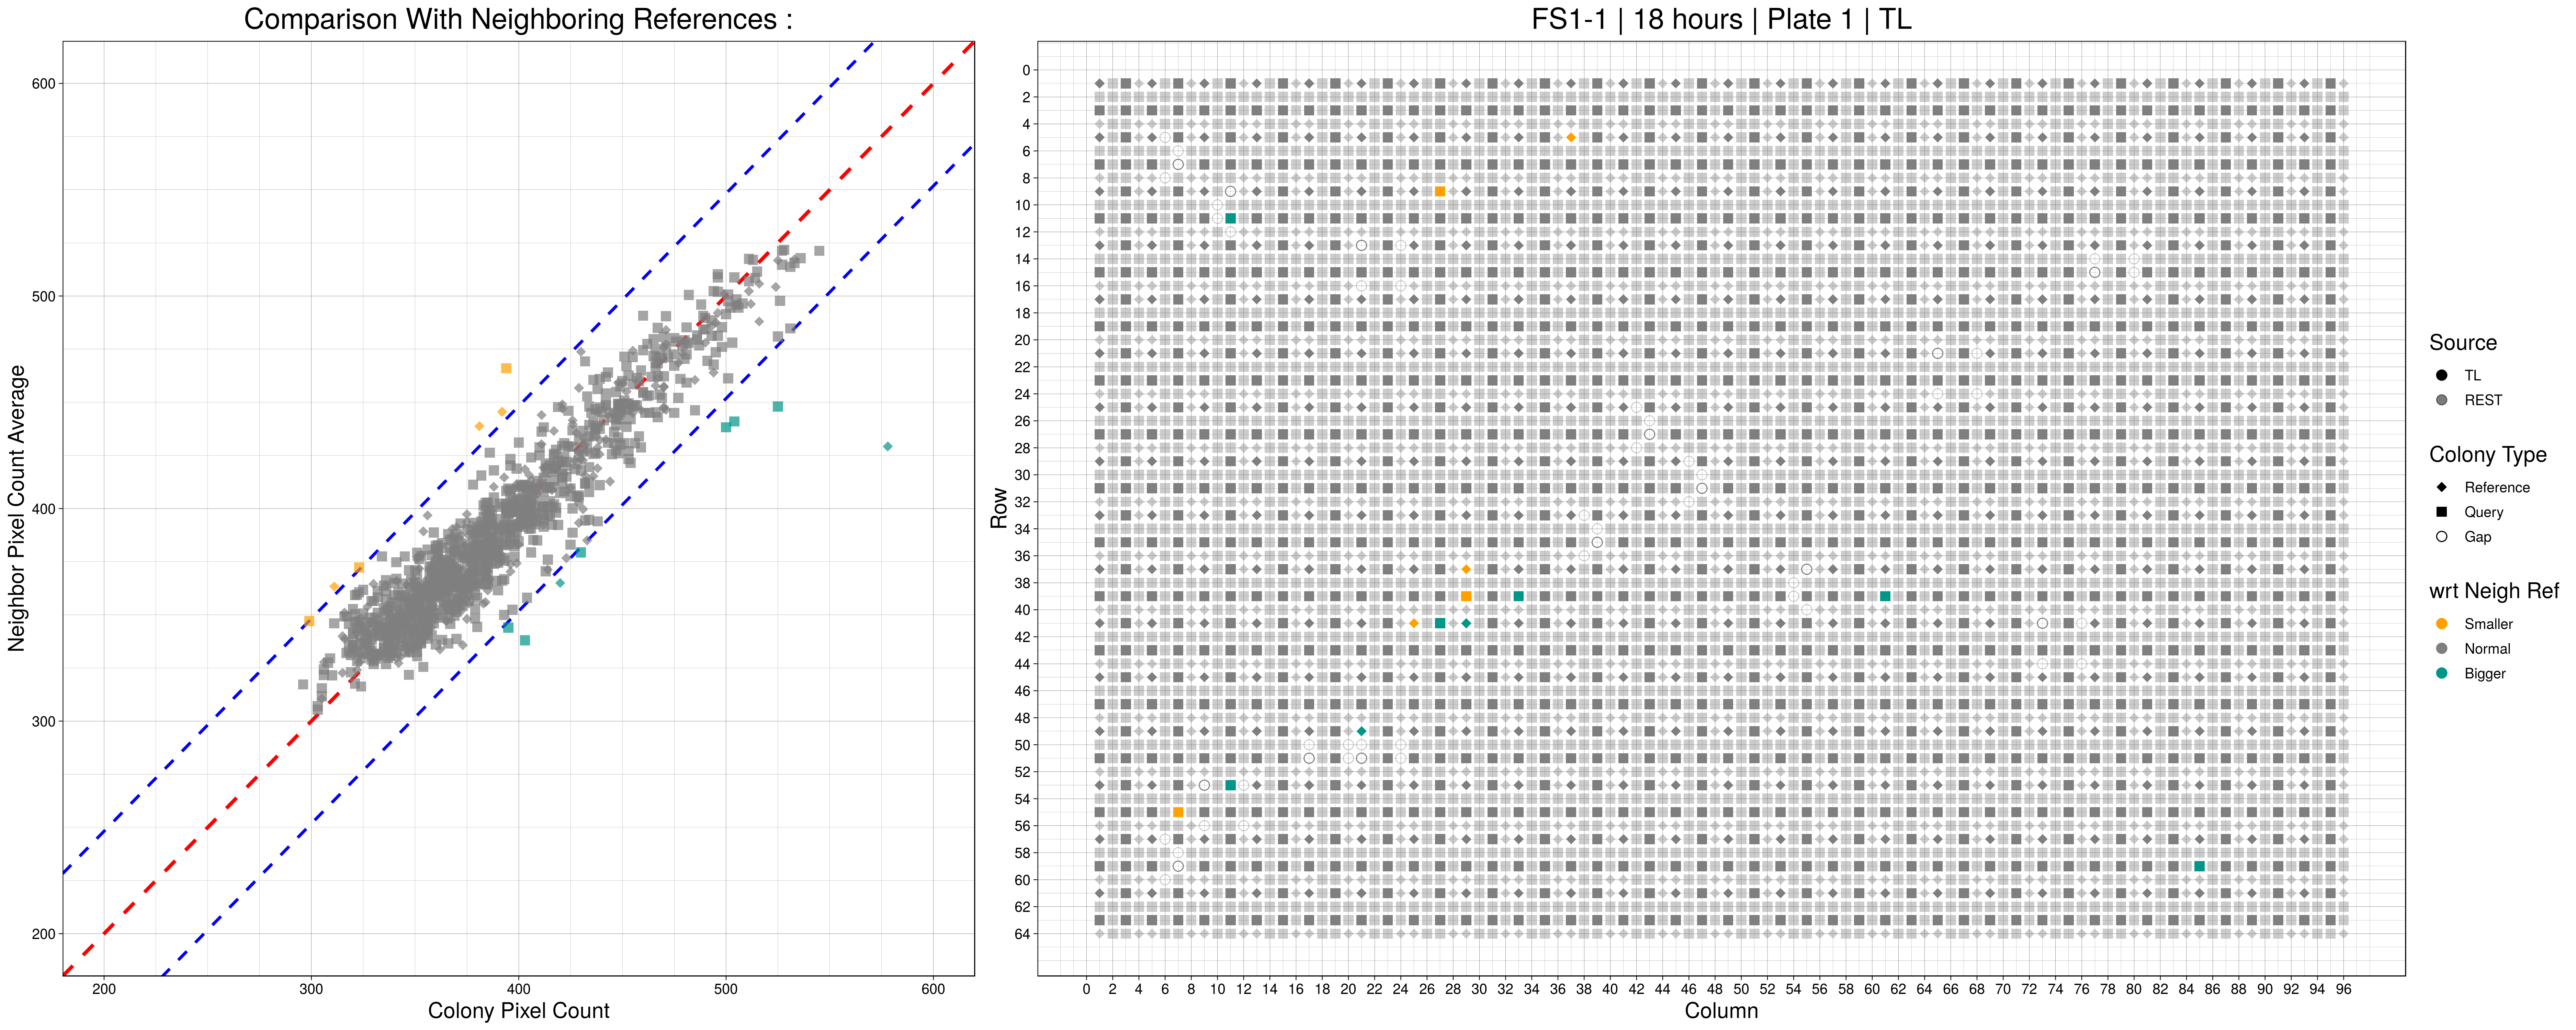 Comparison With Neighboring References :
600
500
400
300
200
200 300 400 500 600
Colony Pixel Count
Neighbor Pixel Count Average
FS1-1 | 18 hours | Plate 1 | TL
0
2
4
6
8
10
12
14
16
18
20
22
24
26
28
30
32
34
36
38
40
42
44
46
48
50
52
54
56
58
60
62
64
0 2 4 6 8 10 12 14 16 18 20 22 24 26 28 30 32 34 36 38 40 42 44 46 48 50 52 54 56 58 60 62 64 66 68 70 72 74 76 78 80 82 84 86 88 90 92 94 96
Column
Row
Source
TL
REST
Colony Type
Reference
Query
Gap
wrt Neigh Ref
Smaller
Normal
Bigger